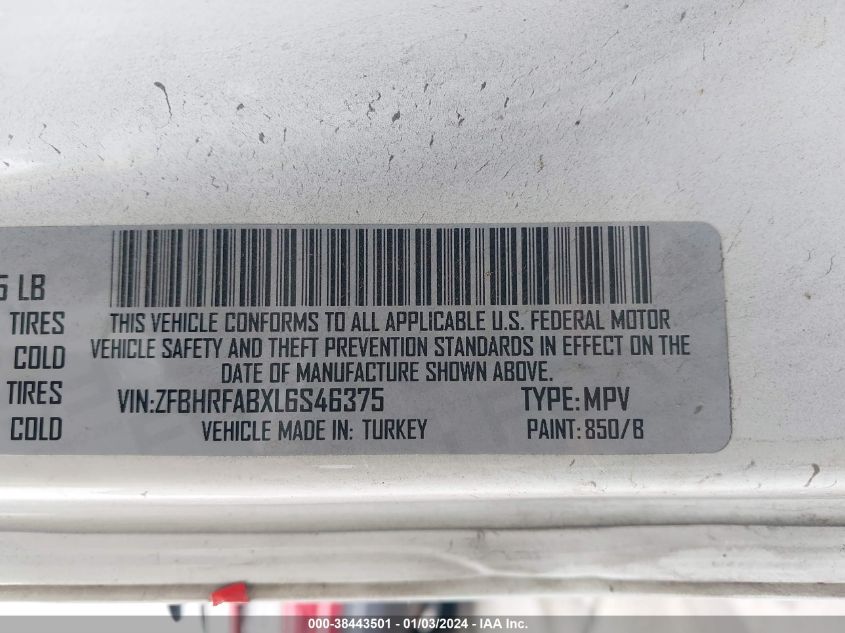 5 LB
TIRES
COLD
TIRES
COLD
THIS VEHICLE CONFORMS TO ALL APPLICABLE U.S. FEDERAL MOTOR
VEHICLE SAFETY AND THEFT PREVENTION STANDARDS IN EFFECT ON THE
DATE OF MANUFACTURE SHOWN ABOVE.
VIN:ZFBHRFABXL6S46375 TYPE: MPV
VEHICLE MADE IN: TURKEY PAINT: 850/B
000-38443501 - 01/03/2024 - IAA Inc.